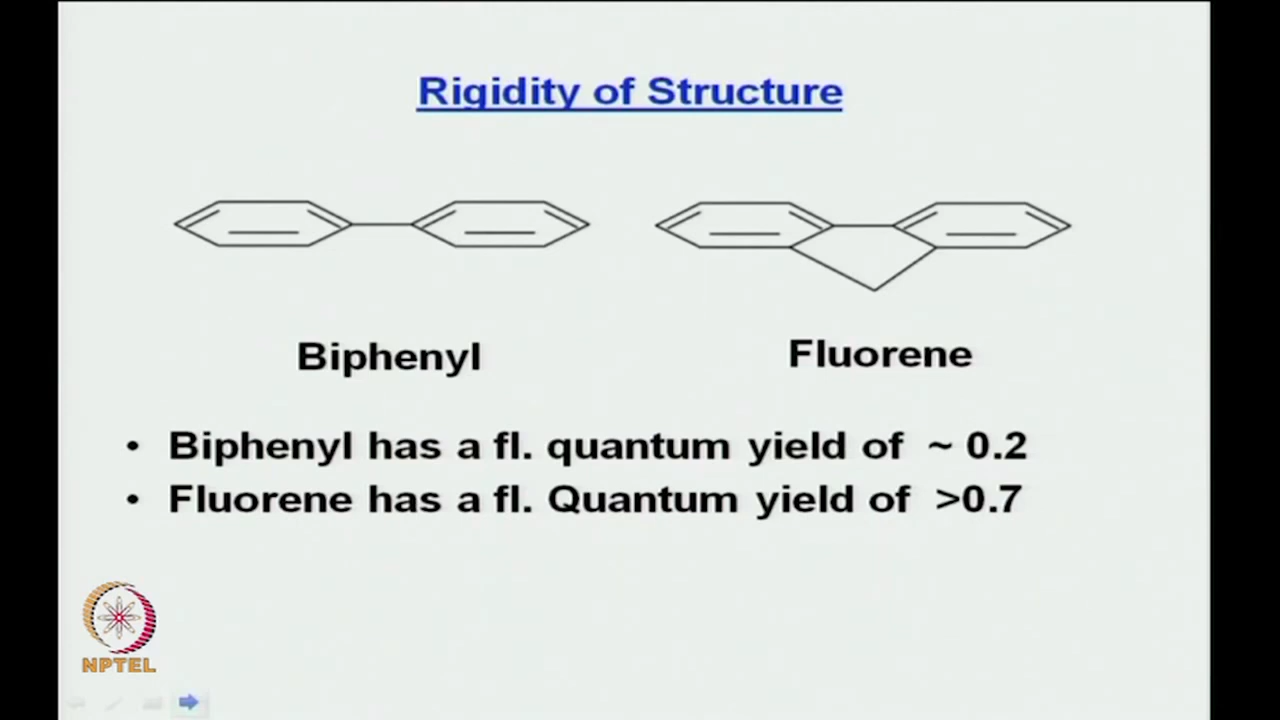 Rigidity of Structure
Biphenyl
Fluorene
• Biphenyl has a fl. quantum yield of ~ 0.2
• Fluorene has a fl. Quantum yield of >0.7
NPTEL